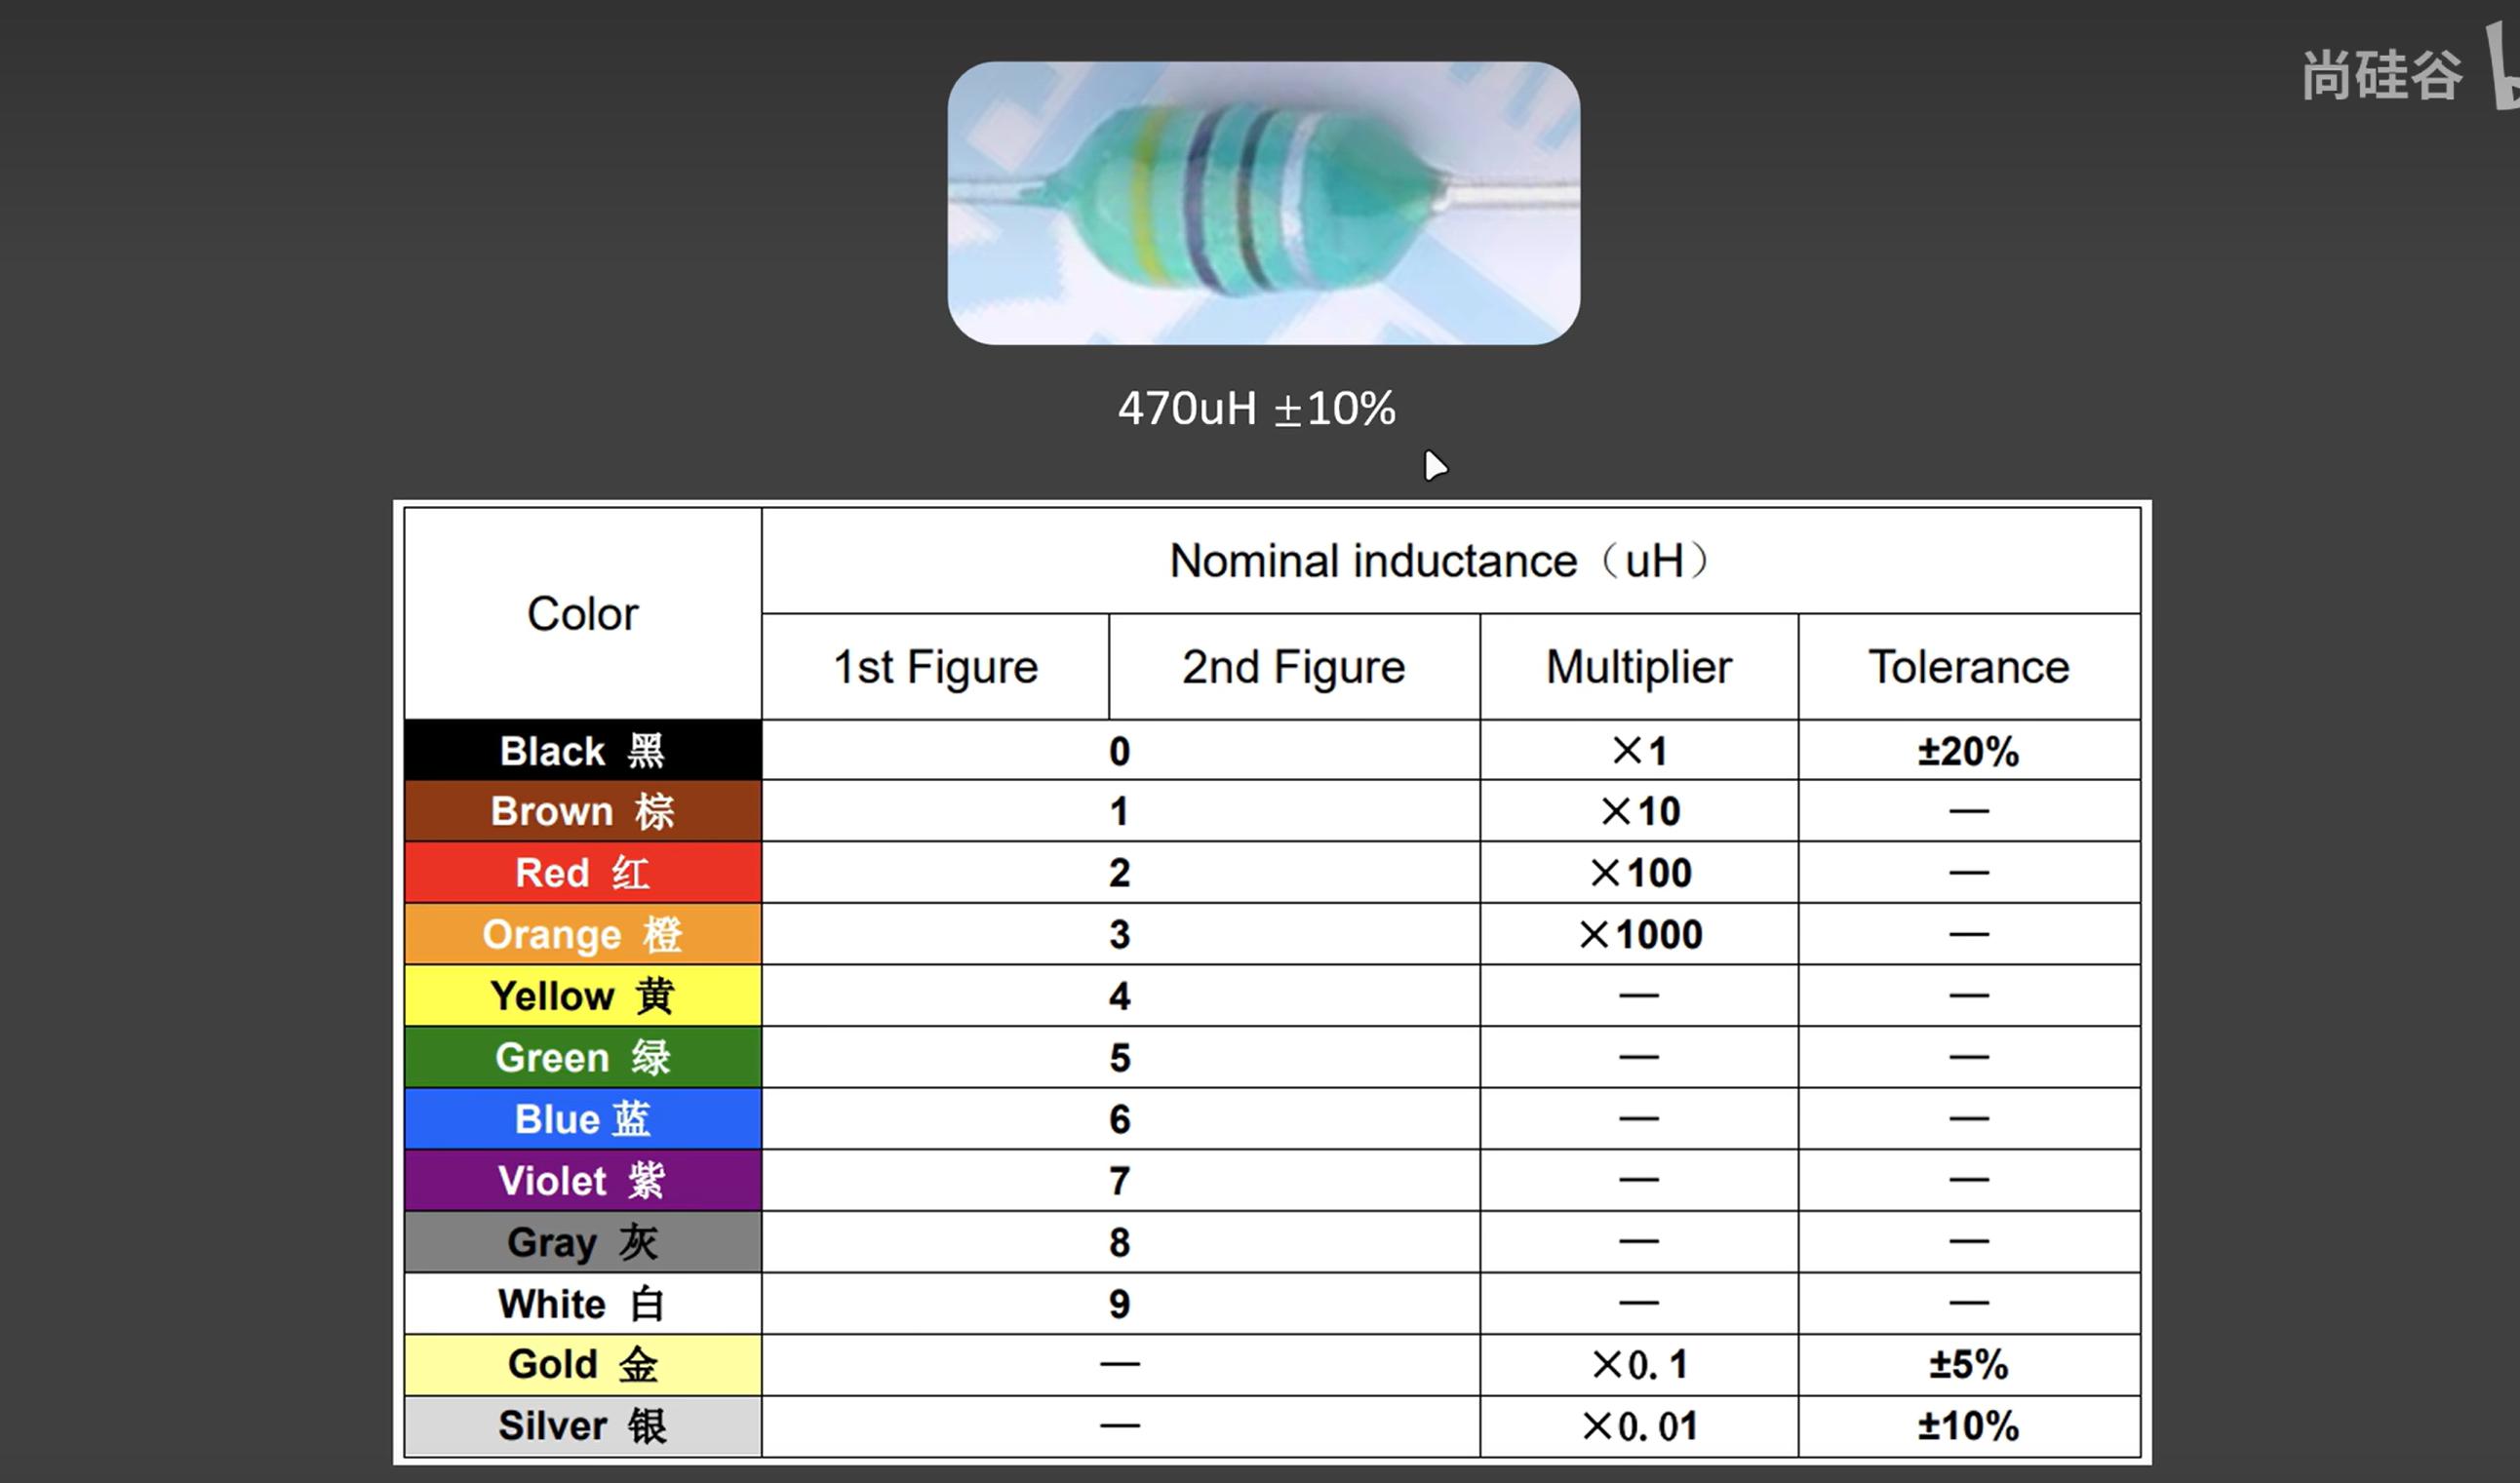 尚硅谷
470uH ±10%
Color
Nominal inductance（uH）
1st Figure 2nd Figure Multiplier Tolerance
Black 黑 0 ×1 ±20%
Brown 棕 1 ×10 —
Red 红 2 ×100 —
Orange 橙 3 ×1000 —
Yellow 黄 4 — —
Green 绿 5 — —
Blue 蓝 6 — —
Violet 紫 7 — —
Gray 灰 8 — —
White 白 9 — —
Gold 金 — ×0.1 ±5%
Silver 银 — ×0.01 ±10%